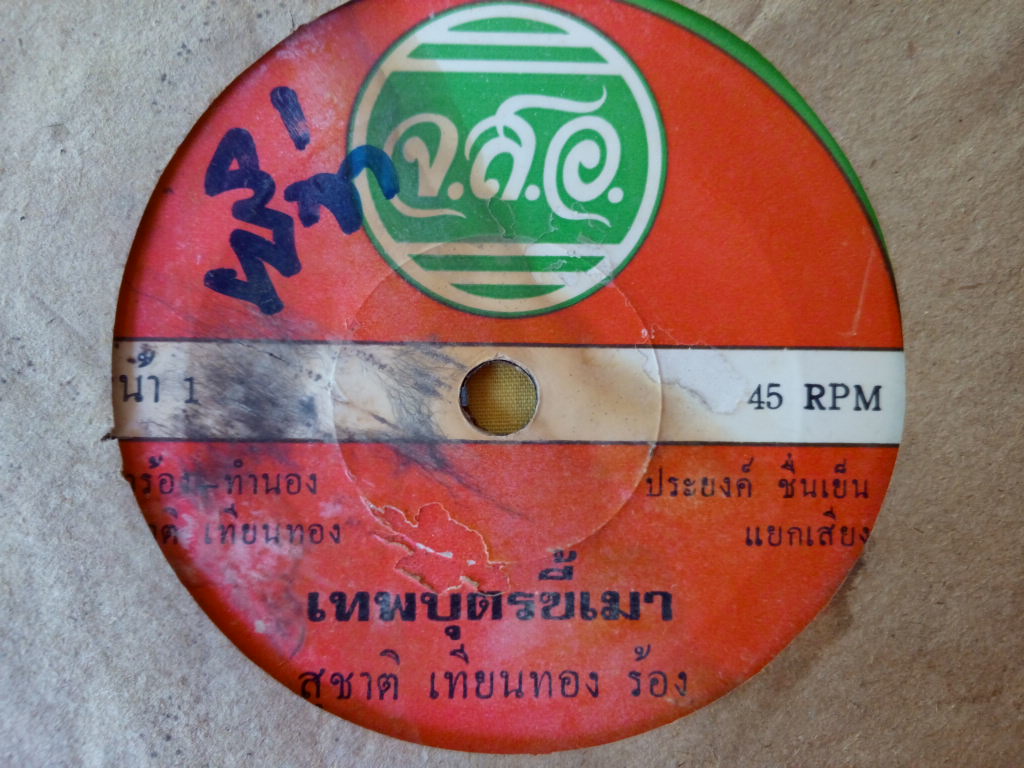 จ.ส.อ.
น้า 1
45 RPM
ร้อง-ทำนอง
ประยงค์ ชื่นเย็น
เทียนทอง
แยกเสียง
เทพบุตรขี้เมา
สุชาติ เทียนทอง ร้อง